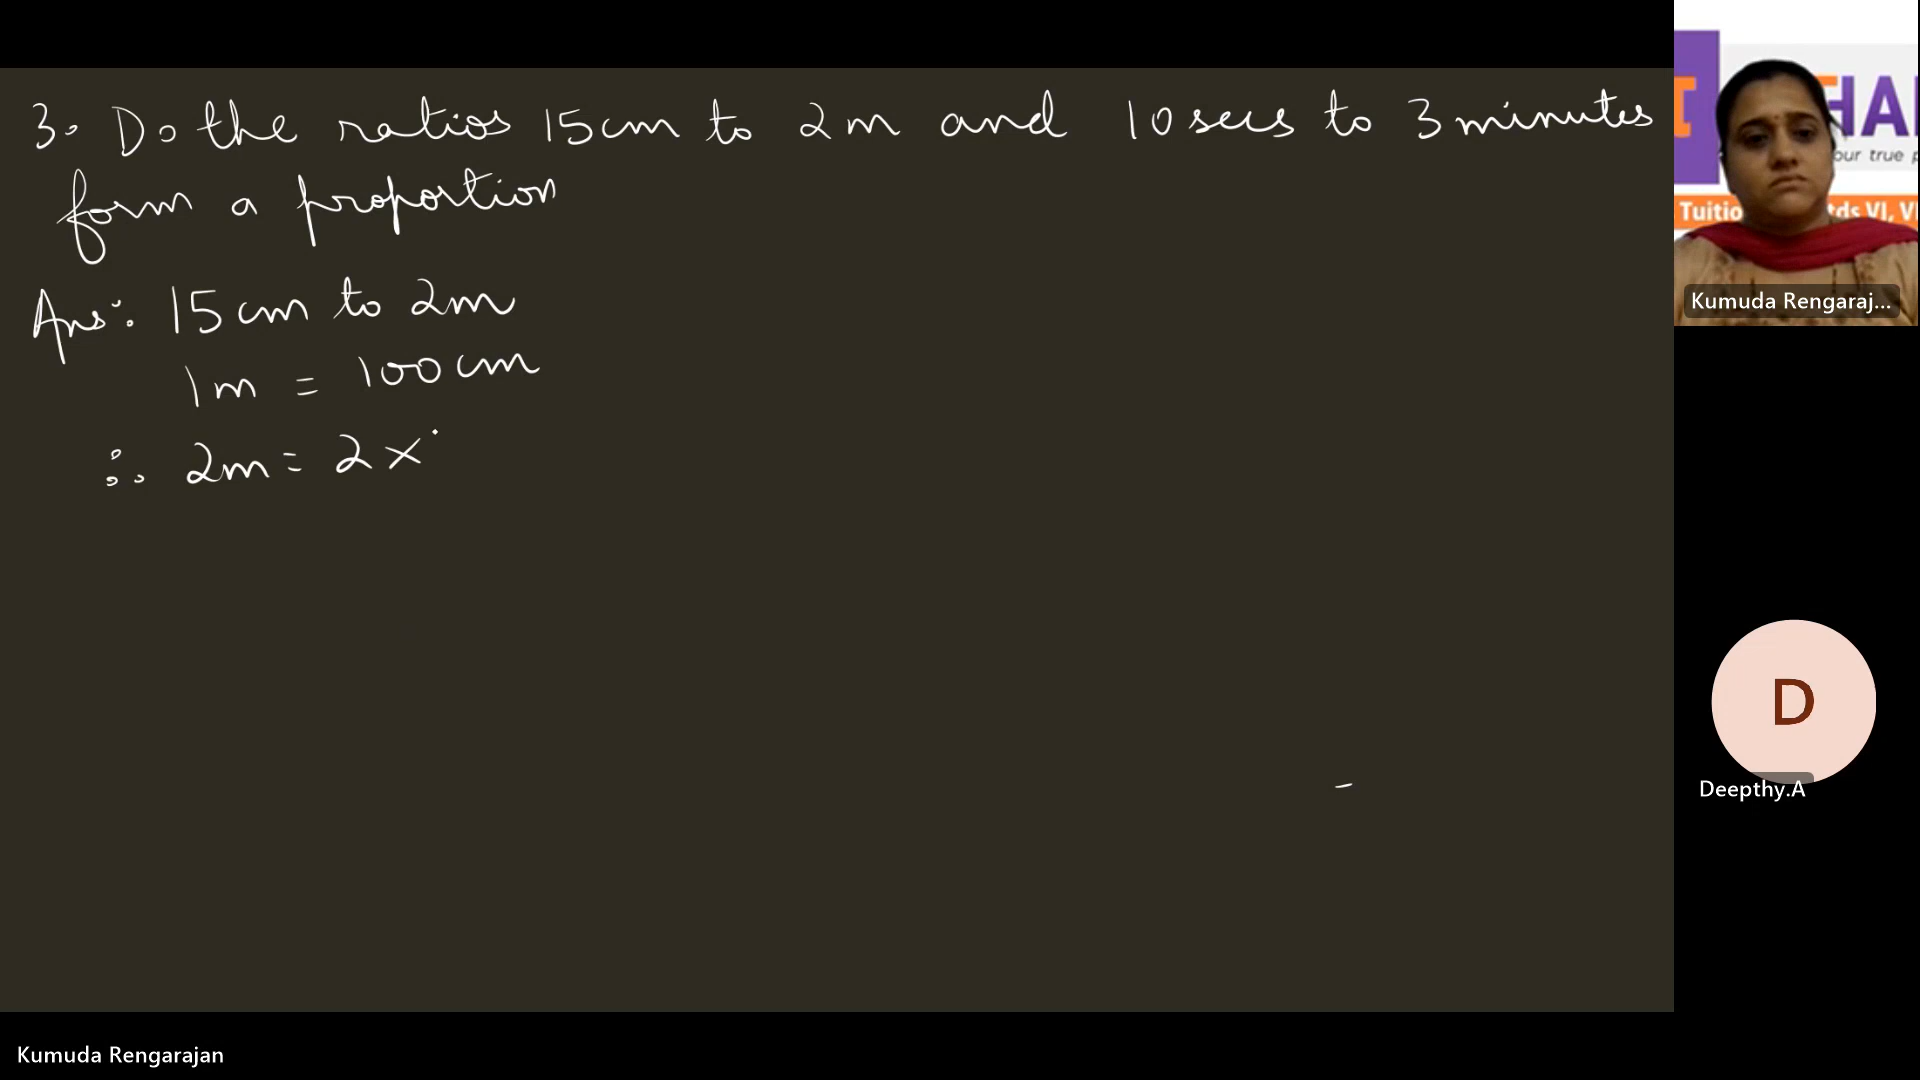 3. Do the ratios 15cm to 2m and 10secs to 3minutes
form a proportion
Ans:. 15cm to 2m
1m = 100cm
∴ 2m = 2 ×
HAI
our true p
Tuitio
tds VI, VI
Kumuda Rengaraj...
D
Deepthy.A
Kumuda Rengarajan